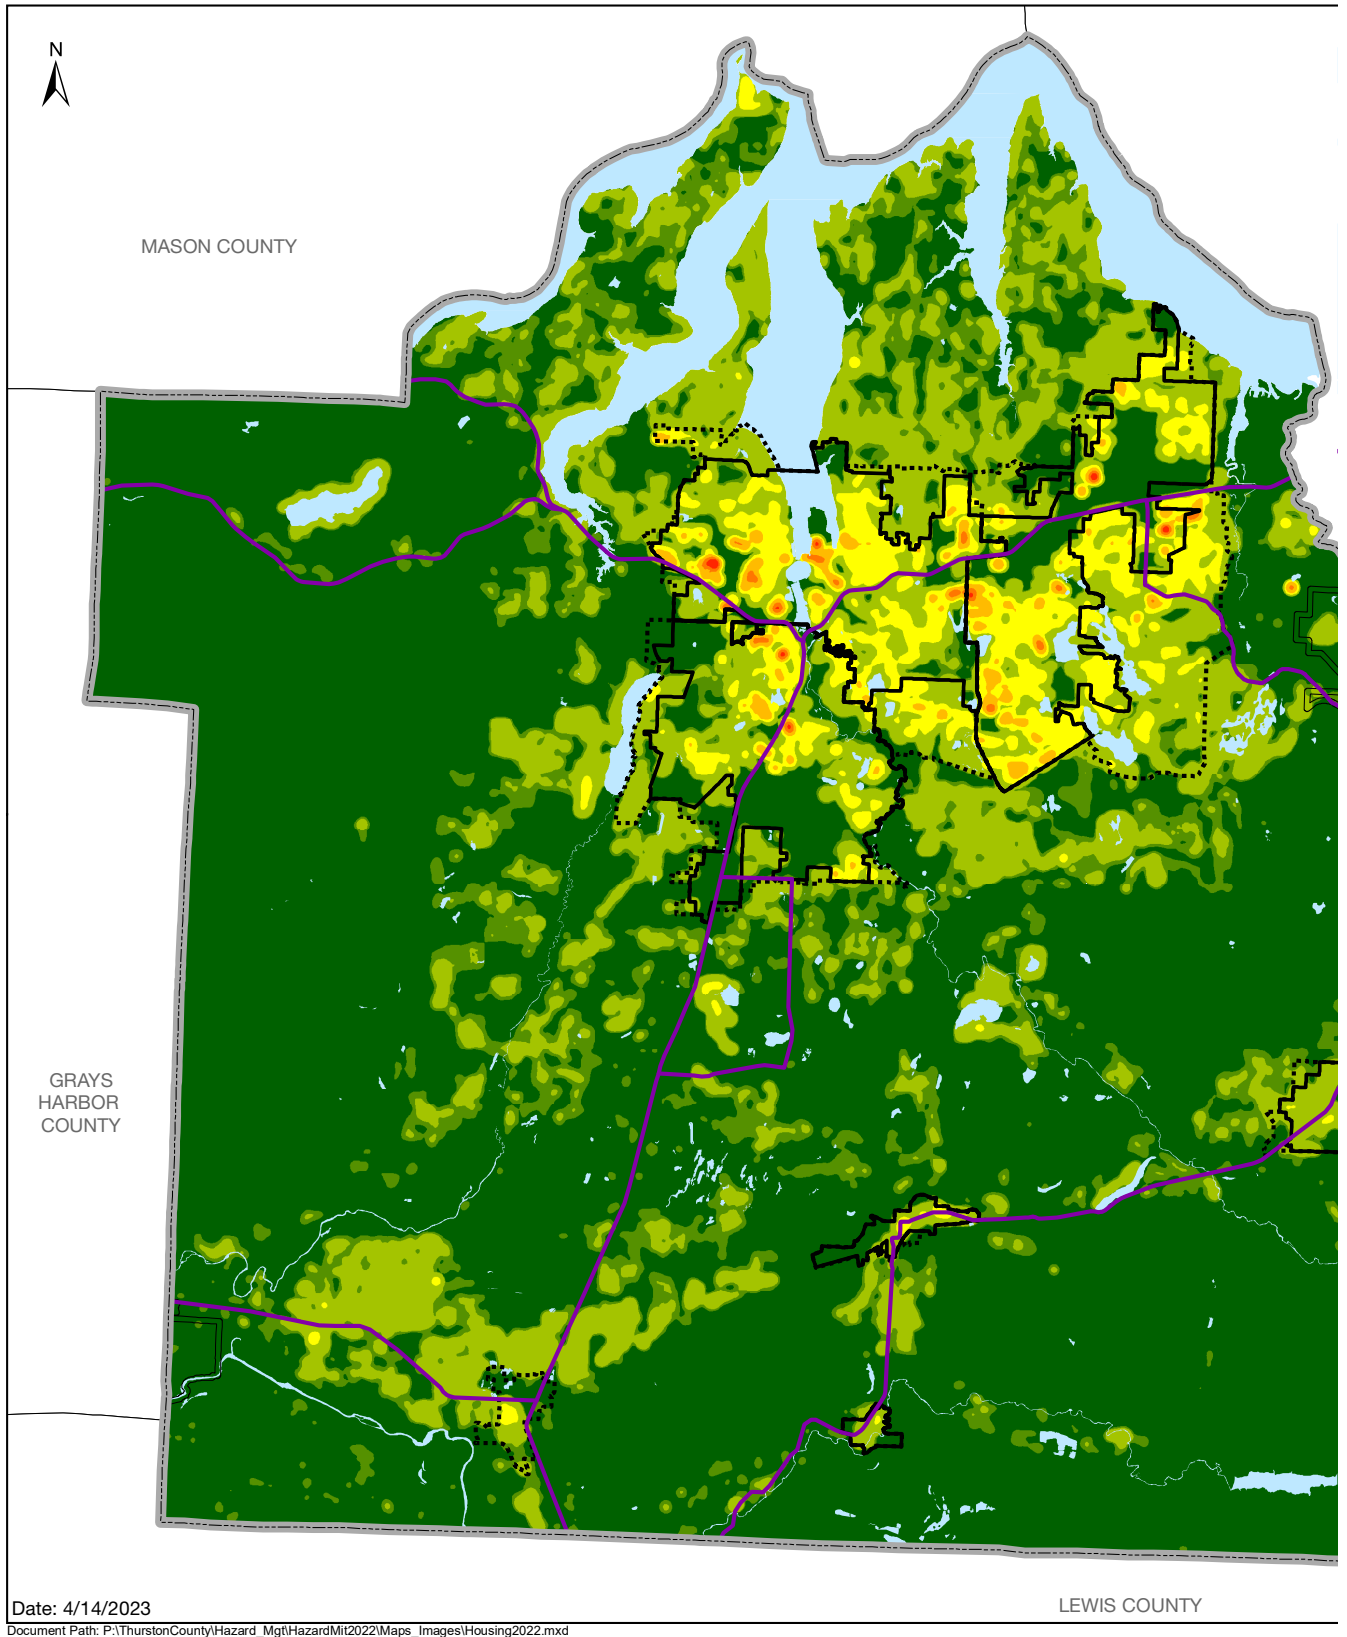 N
MASON COUNTY
GRAYS
HARBOR
COUNTY
LEWIS COUNTY
Date: 4/14/2023
Document Path: P:\ThurstonCounty\Hazard_Mgt\HazardMit2022\Maps_Images\Housing2022.mxd